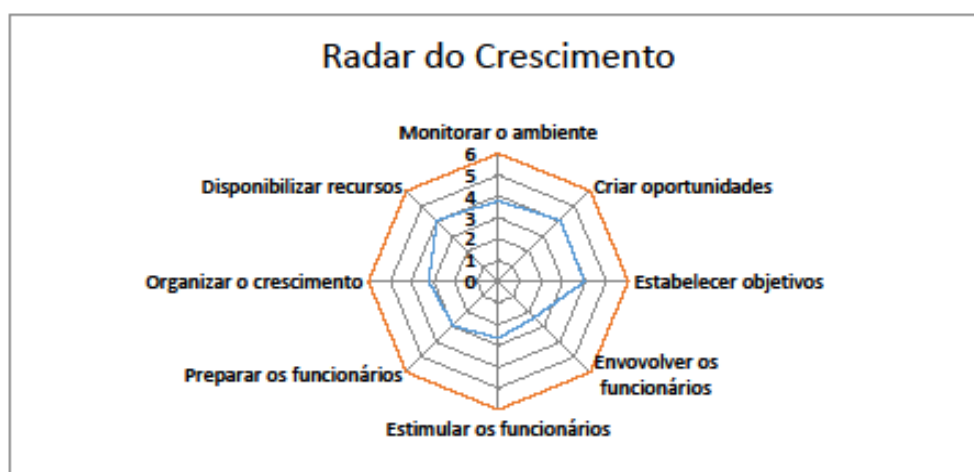 Radar do Crescimento
Monitorar o ambiente
6
5
4
3
2
1
0
Criar oportunidades
Estabelecer objetivos
Envovolver os
funcionários
Estimular os funcionários
Preparar os funcionários
Organizar o crescimento
Disponibilizar recursos